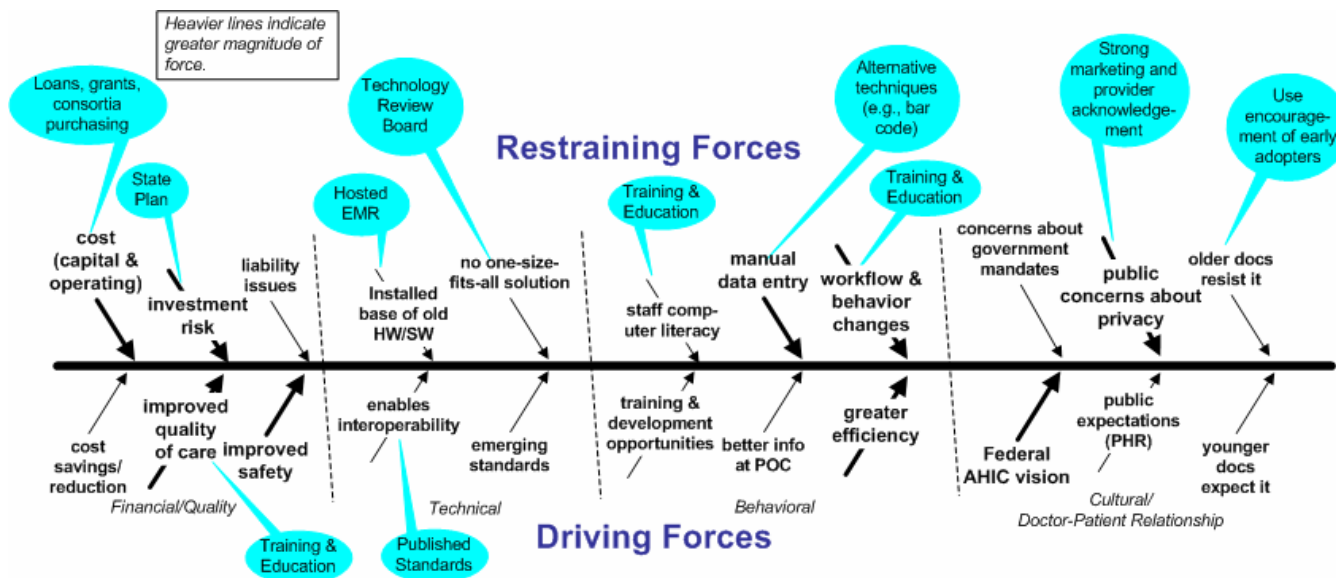 Heavier lines indicate
greater magnitude of
force.
Loans, grants,
consortia
purchasing
Technology
Review
Board
Alternative
techniques
(e.g., bar
code)
Strong
marketing and
provider
acknowledge-
ment
Use
encourage-
ment of early
adopters
Restraining Forces
State
Plan
Hosted
EMR
Training &
Education
Training &
Education
cost
(capital &
operating)
investment
risk
liability
issues
Installed
base of old
HW/SW
no one-size-
fits-all solution
staff comp-
uter literacy
manual
data entry
workflow &
behavior
changes
concerns about
government
mandates
public
concerns about
privacy
older docs
resist it
cost
savings/
reduction
improved
quality
of care
improved
safety
enables
interoperability
emerging
standards
training &
development
opportunities
better info
at POC
greater
efficiency
Federal
AHIC vision
public
expectations
(PHR)
younger
docs
expect it
Financial/Quality
Technical
Behavioral
Cultural/
Doctor-Patient Relationship
Driving Forces
Training &
Education
Published
Standards